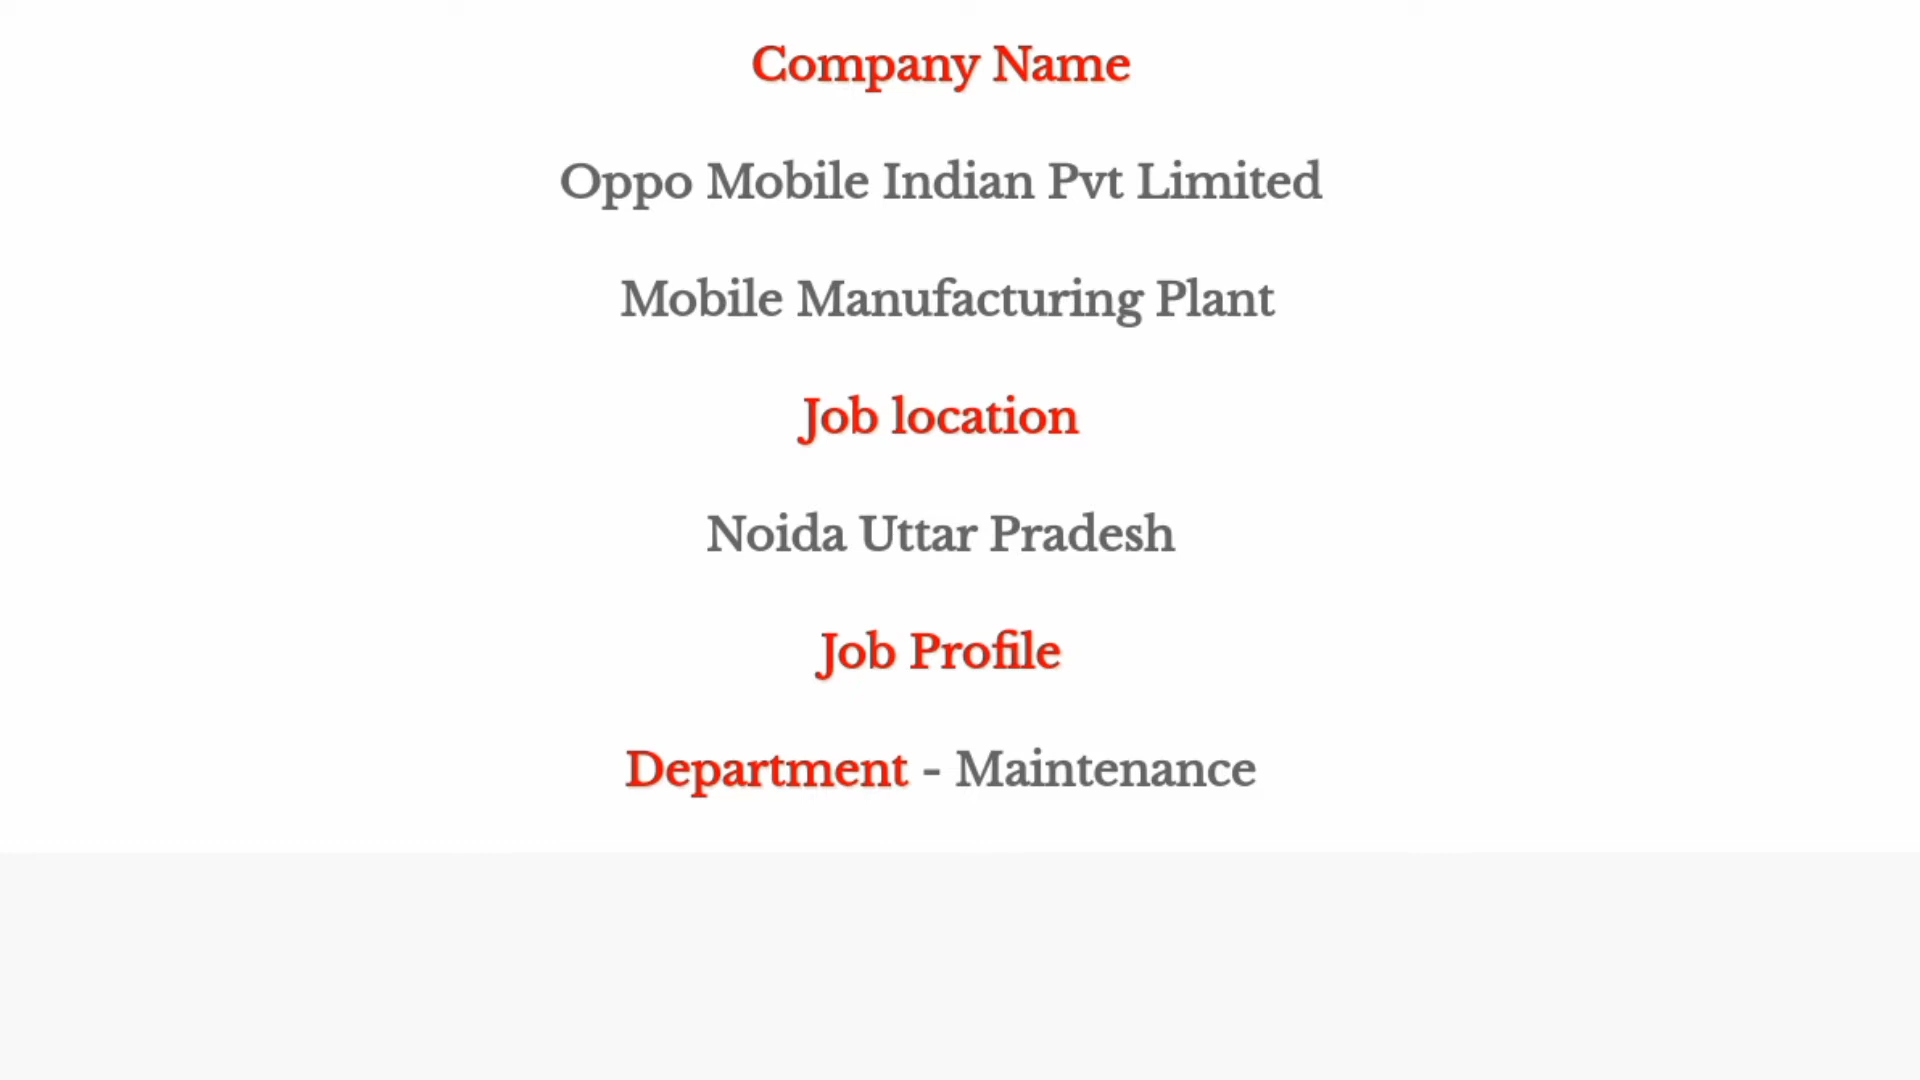 Company Name
Oppo Mobile Indian Pvt Limited
Mobile Manufacturing Plant
Job location
Noida Uttar Pradesh
Job Profile
Department - Maintenance